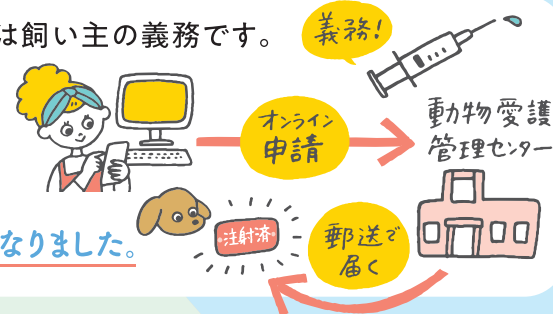 は飼い主の義務です。
義務!
オンライン
申請
動物愛護
管理センター
なりました。
注射済
郵送で
届く